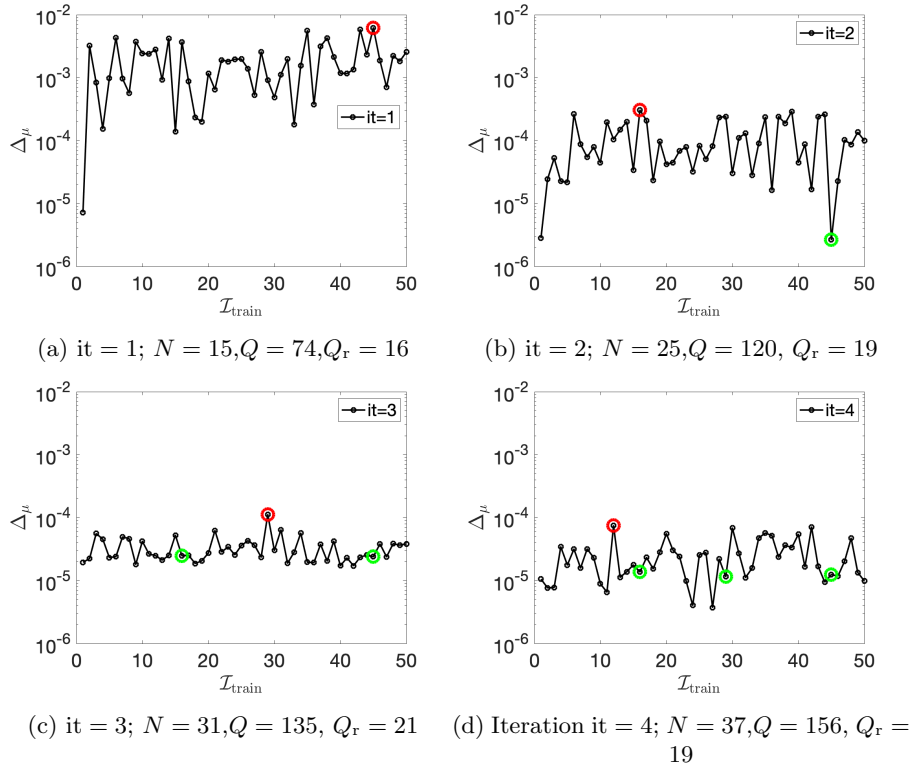 10^-2
10^-3
10^-4
10^-5
10^-6
Δ_μ
it=1
0 10 20 30 40 50
I_train
(a) it = 1; N = 15,Q = 74,Q_r = 16
10^-2
10^-3
10^-4
10^-5
10^-6
Δ_μ
it=2
0 10 20 30 40 50
I_train
(b) it = 2; N = 25,Q = 120, Q_r = 19
10^-2
10^-3
10^-4
10^-5
10^-6
Δ_μ
it=3
0 10 20 30 40 50
I_train
(c) it = 3; N = 31,Q = 135, Q_r = 21
10^-2
10^-3
10^-4
10^-5
10^-6
Δ_μ
it=4
0 10 20 30 40 50
I_train
(d) Iteration it = 4; N = 37,Q = 156, Q_r =
19